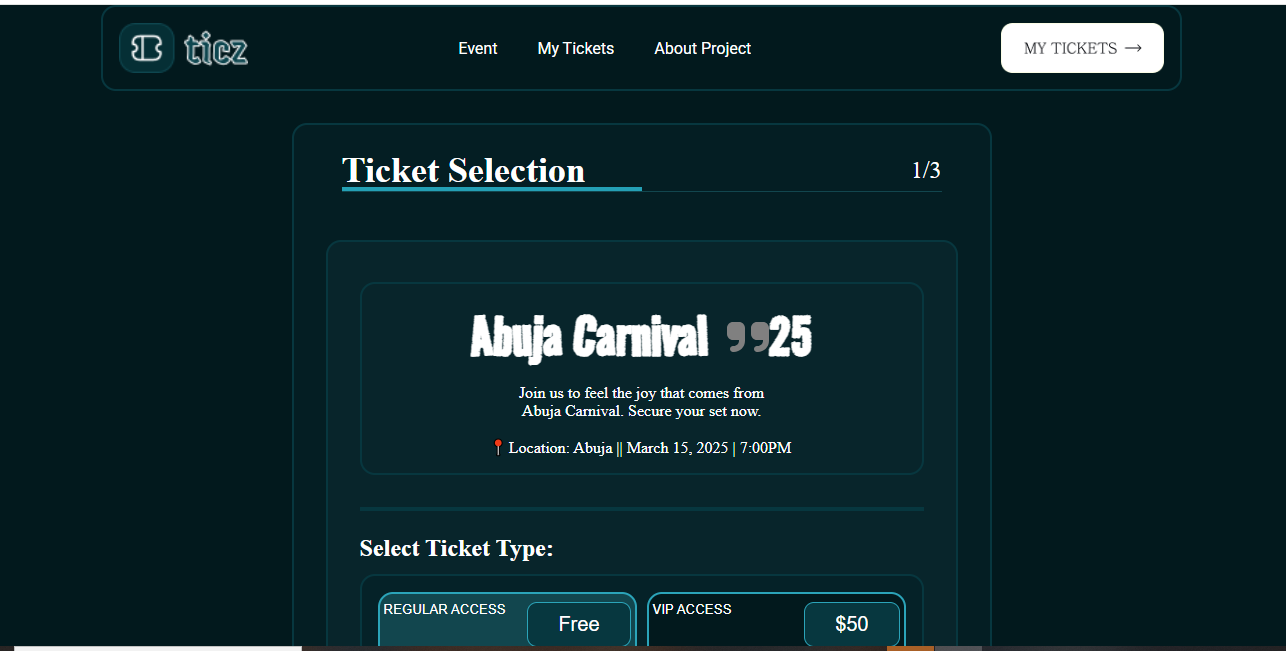 ticz
Event My Tickets About Project
MY TICKETS →
Ticket Selection 1/3
Abuja Carnival ❞25
Join us to feel the joy that comes from
Abuja Carnival. Secure your set now.
📍 Location: Abuja || March 15, 2025 | 7:00PM
Select Ticket Type:
REGULAR ACCESS Free
VIP ACCESS $50